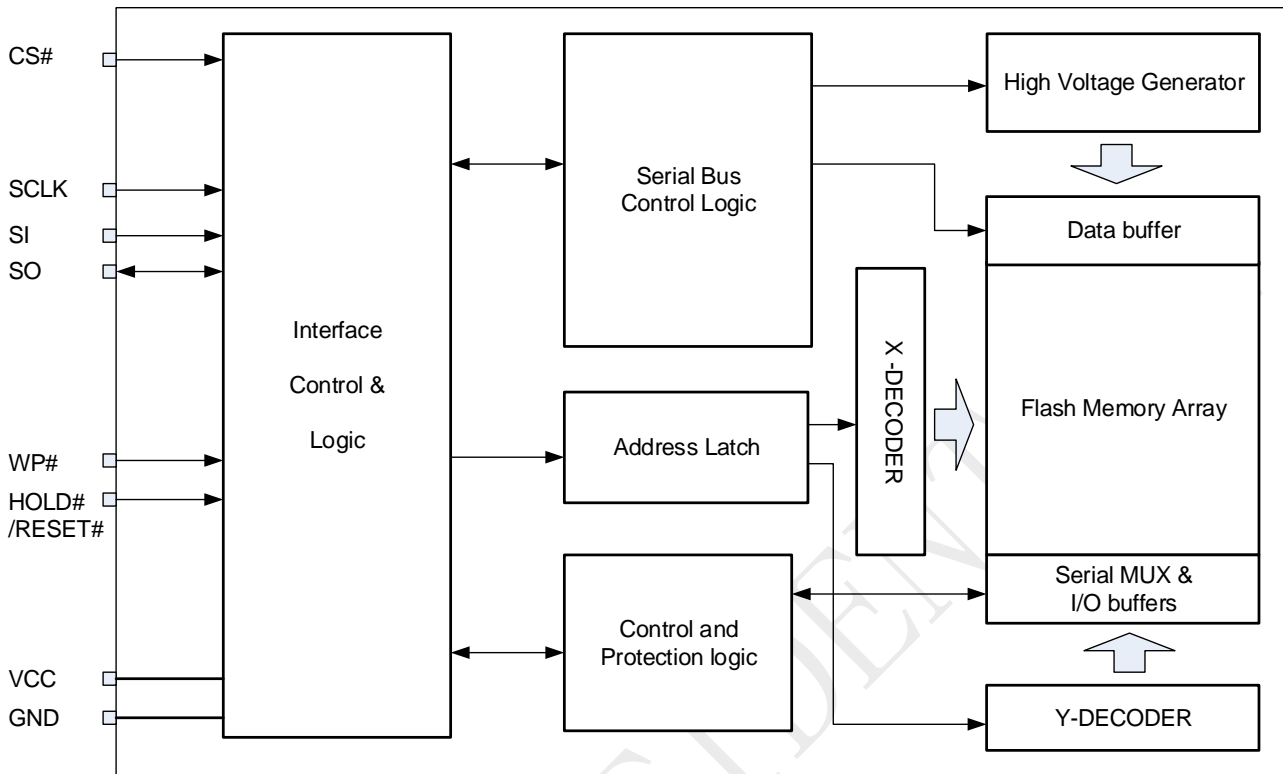 CS#
SCLK
SI
SO
WP#
HOLD#
/RESET#
VCC
GND
Interface
Control &
Logic
Serial Bus
Control Logic
Address Latch
Control and
Protection logic
X -DECODER
High Voltage Generator
Data buffer
Flash Memory Array
Serial MUX &
I/O buffers
Y-DECODER